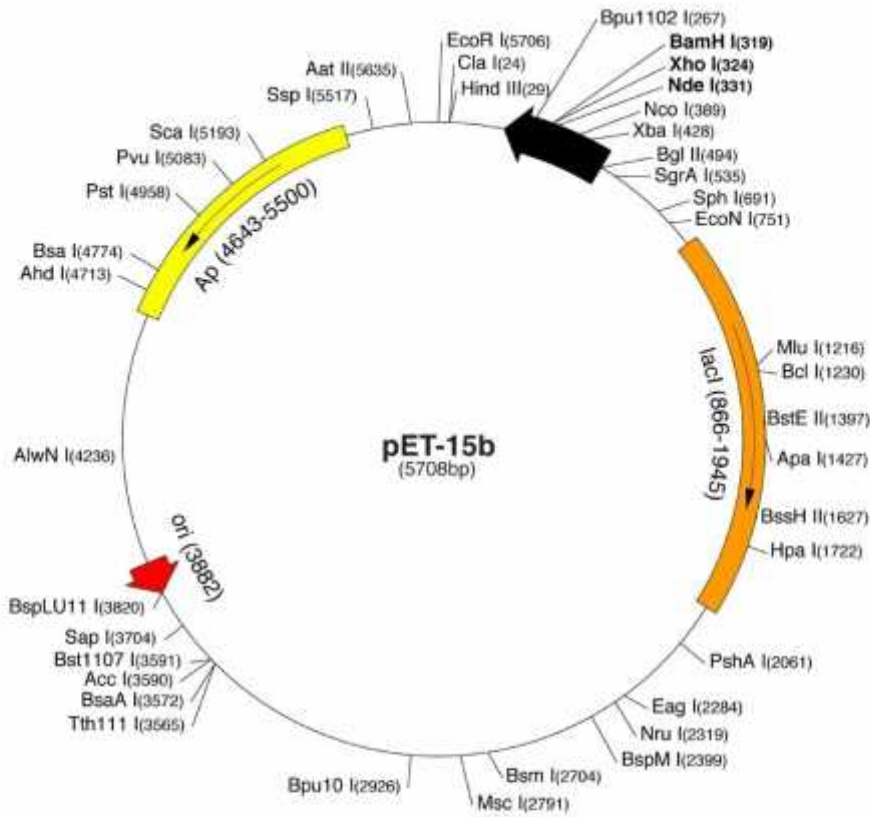 Bpu1102 I(267)
EcoR I(5706)
BamH I(319)
Cla I(24)
Xho I(324)
Aat II(5635)
Hind III(29)
Nde I(331)
Ssp I(5517)
Nco I(389)
Sca I(5193)
Xba I(428)
Pvu I(5083)
Bgl II(494)
SgrA I(535)
Pst I(4958)
Sph I(691)
EcoN I(751)
Ap (4643-5500)
Bsa I(4774)
Ahd I(4713)
Mlu I(1216)
Bcl I(1230)
lacI (866-1945)
BstE II(1397)
pET-15b
AlwN I(4236)
Apa I(1427)
(5708bp)
BssH II(1627)
ori (3882)
Hpa I(1722)
BspLU11 I(3820)
Sap I(3704)
Bst1107 I(3591)
PshA I(2061)
Acc I(3590)
BsaA I(3572)
Eag I(2284)
Tth111 I(3565)
Nru I(2319)
BspM I(2399)
Bsm I(2704)
Bpu10 I(2926)
Msc I(2791)